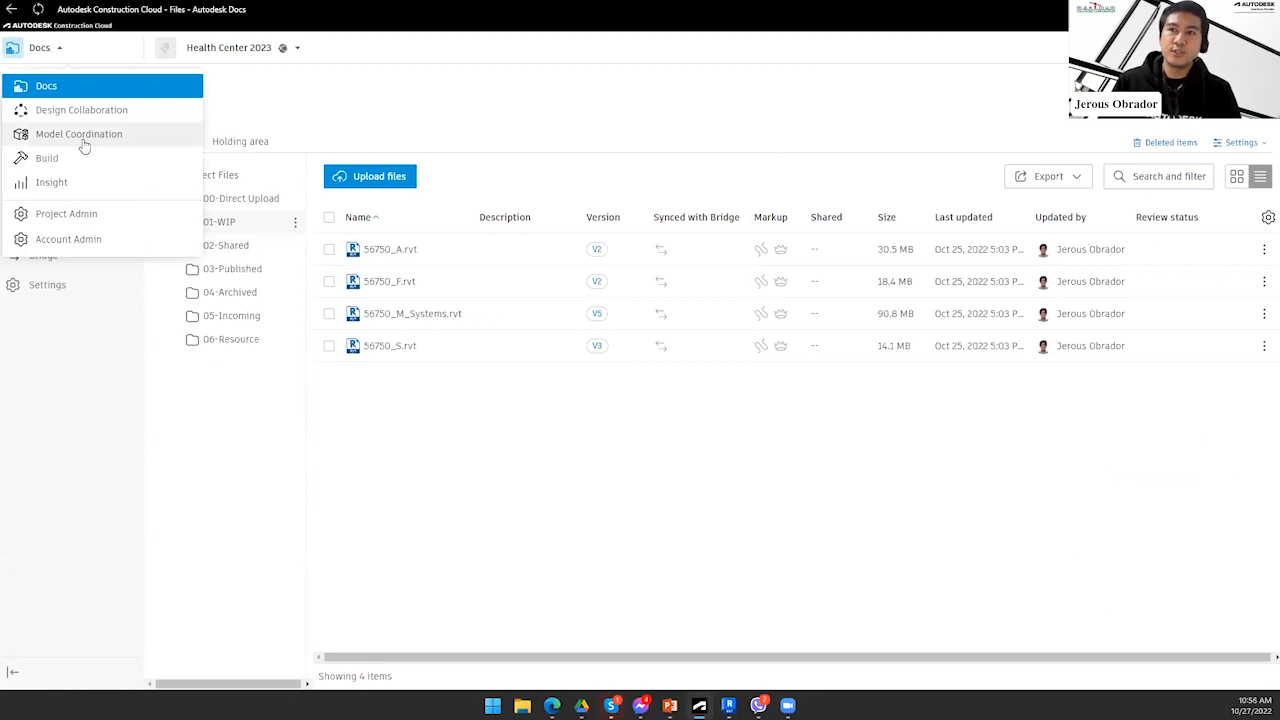 Autodesk Construction Cloud - Files - Autodesk Docs
AUTODESK Construction Cloud
Docs
Health Center 2023
Docs
Design Collaboration
Model Coordination
Build
Insight
Project Admin
Account Admin
Settings
Holding area
Deleted items
Settings
ect Files
00-Direct Upload
01-WIP
02-Shared
03-Published
04-Archived
05-Incoming
06-Resource
Upload files
Export
Search and filter
Name Description Version Synced with Bridge Markup Shared Size Last updated Updated by Review status
56750_A.rvt V2 -- 30.5 MB Oct 25, 2022 5:03 P... Jerous Obrador
56750_F.rvt V2 -- 18.4 MB Oct 25, 2022 5:03 P... Jerous Obrador
56750_M_Systems.rvt V5 -- 90.8 MB Oct 25, 2022 5:03 P... Jerous Obrador
56750_S.rvt V3 -- 14.1 MB Oct 25, 2022 5:03 P... Jerous Obrador
Showing 4 items
AUTODESK
Jerous Obrador
10:56 AM
10/27/2022